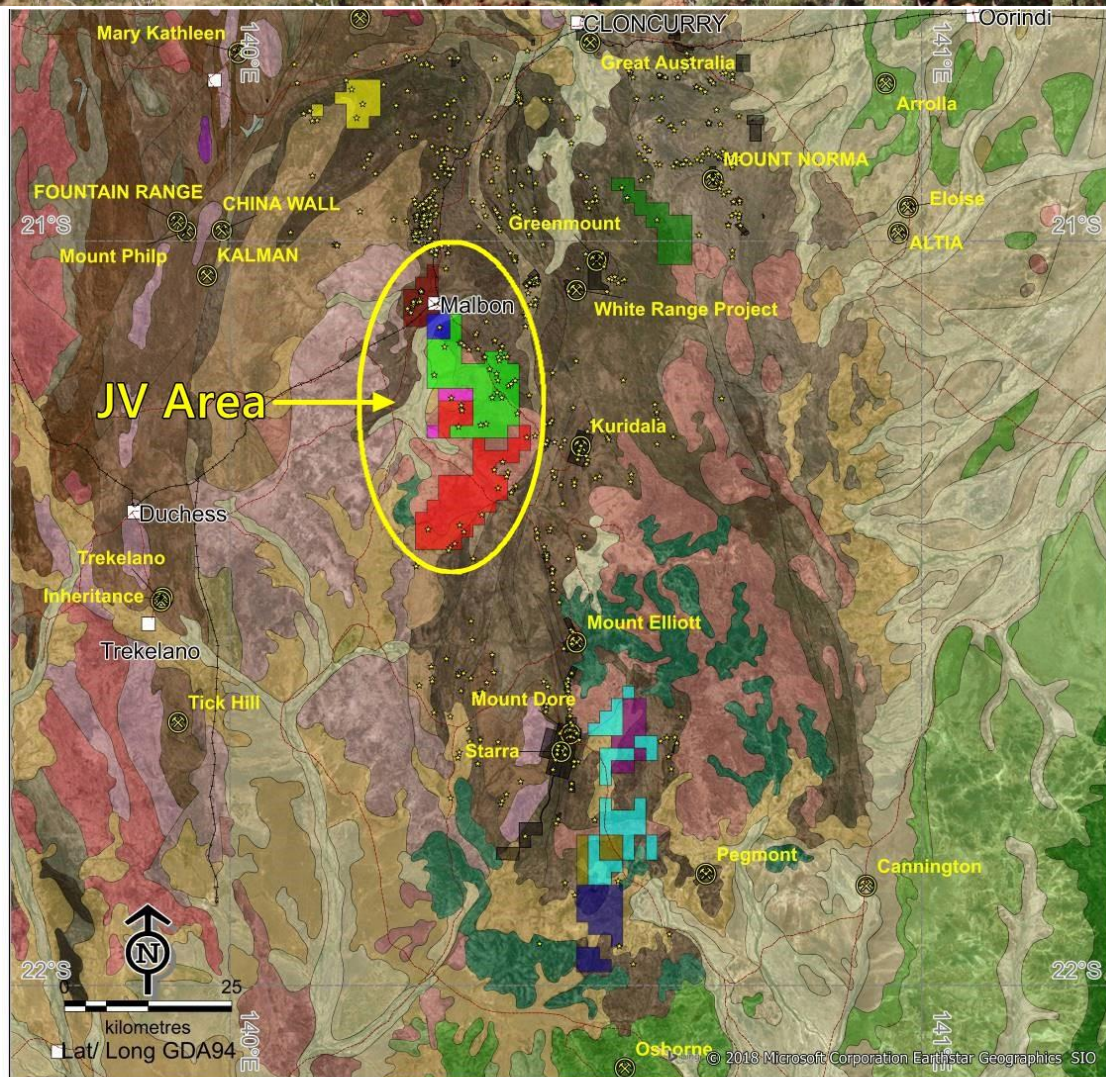 CLONCURRY
Oorindi
Mary Kathleen
140°E
141°E
Great Australia
Arrolla
MOUNT NORMA
FOUNTAIN RANGE
CHINA WALL
Eloise
21°S
Greenmount
21°S
ALTIA
Mount Philp
KALMAN
White Range Project
Malbon
JV Area
Kuridala
Duchess
Trekelano
Inheritance
Mount Elliott
Trekelano
Mount Dore
Tick Hill
Starra
Pegmont
Cannington
N
22°S
22°S
0 25
kilometres
Lat/ Long GDA94
140°E
141°E
Osborne
© 2018 Microsoft Corporation Earthstar Geographics SIO